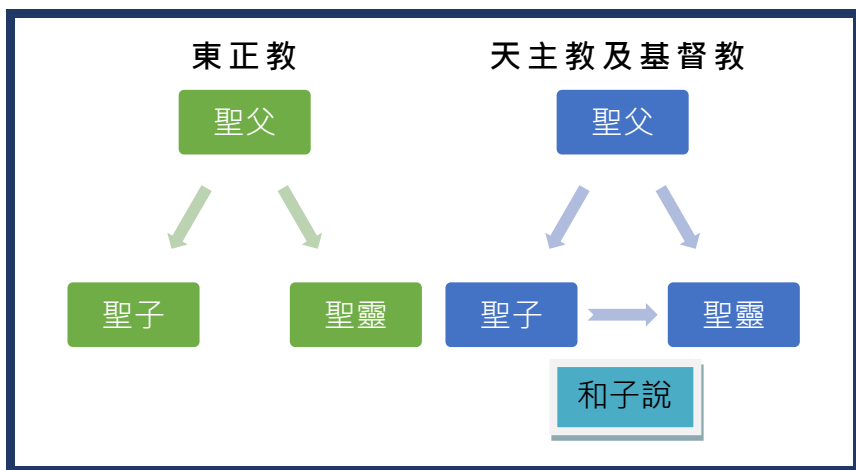 東正教
天主教及基督教
聖父
聖父
聖子
聖靈
聖子
聖靈
和子說